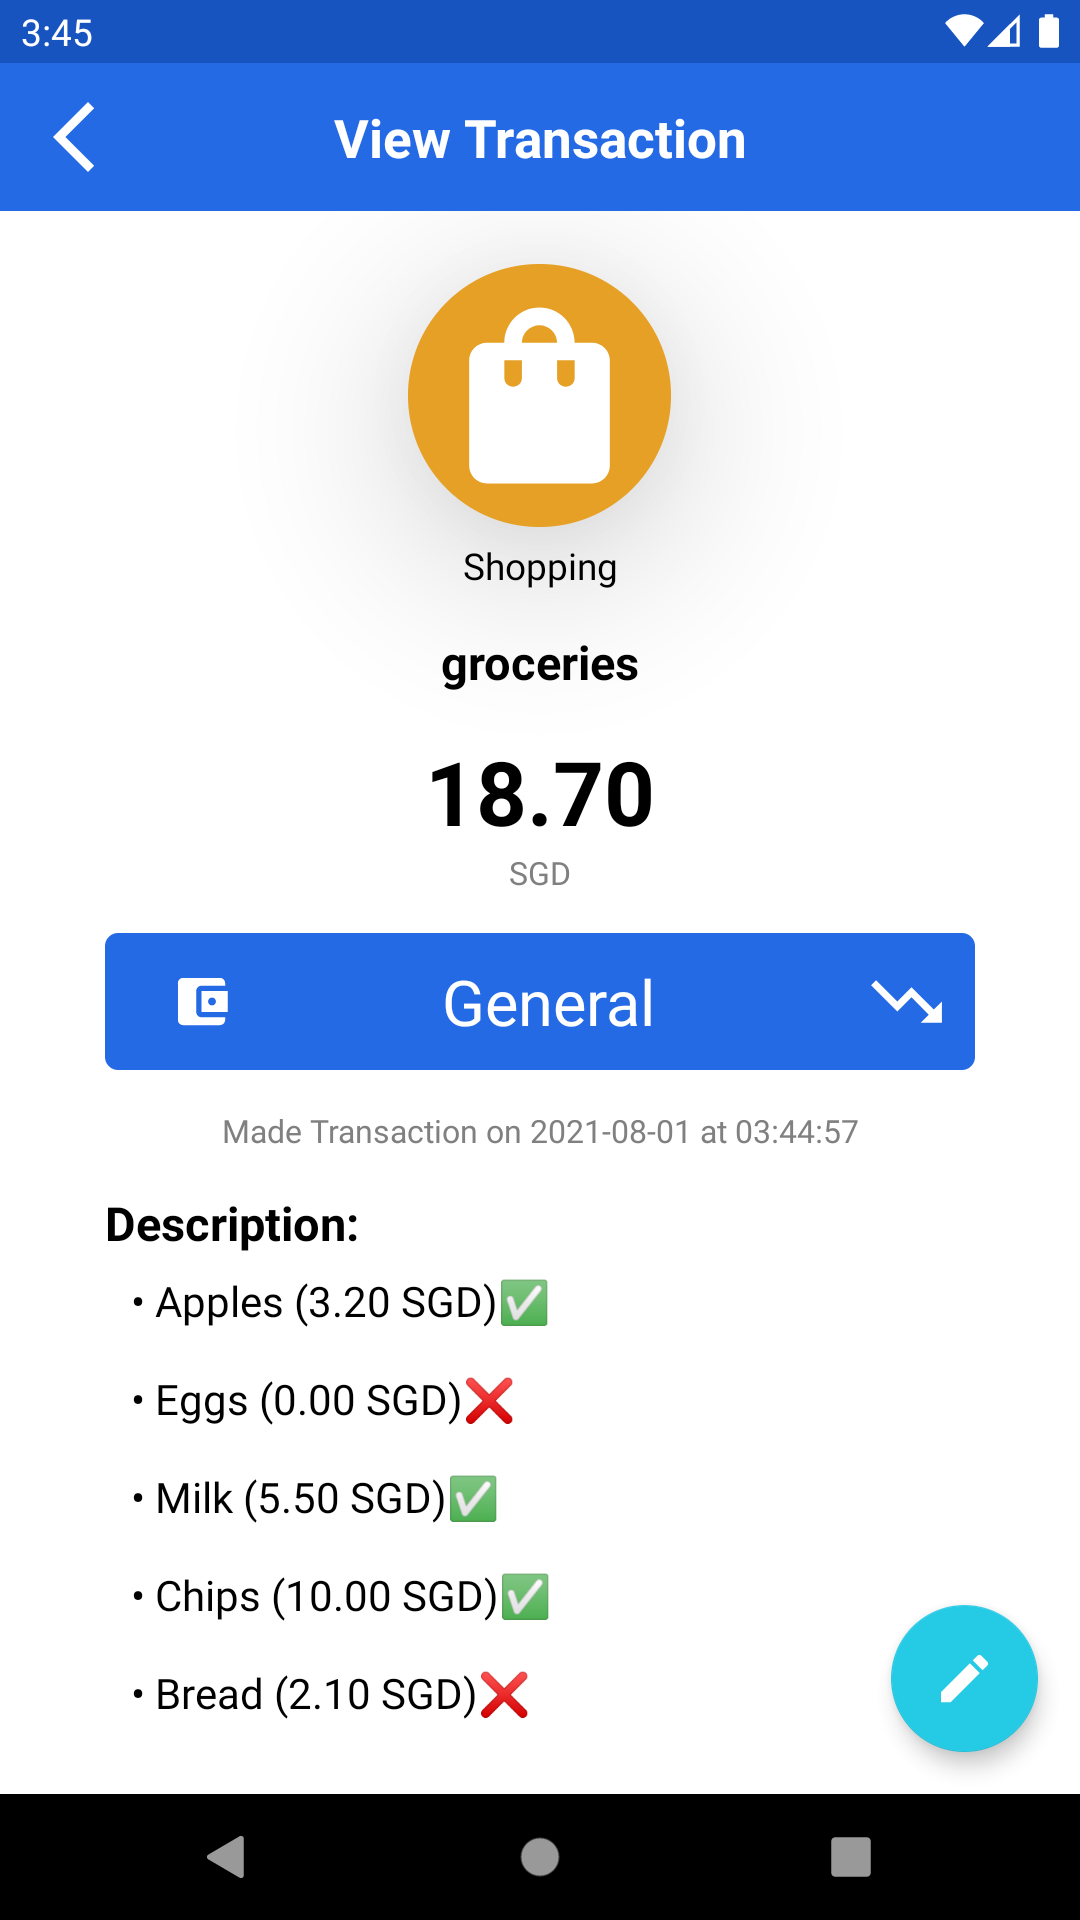 3:45
View Transaction
Shopping
groceries
18.70
SGD
General
Made Transaction on 2021-08-01 at 03:44:57
Description:
• Apples (3.20 SGD)✅
• Eggs (0.00 SGD)❌
• Milk (5.50 SGD)✅
• Chips (10.00 SGD)✅
• Bread (2.10 SGD)❌